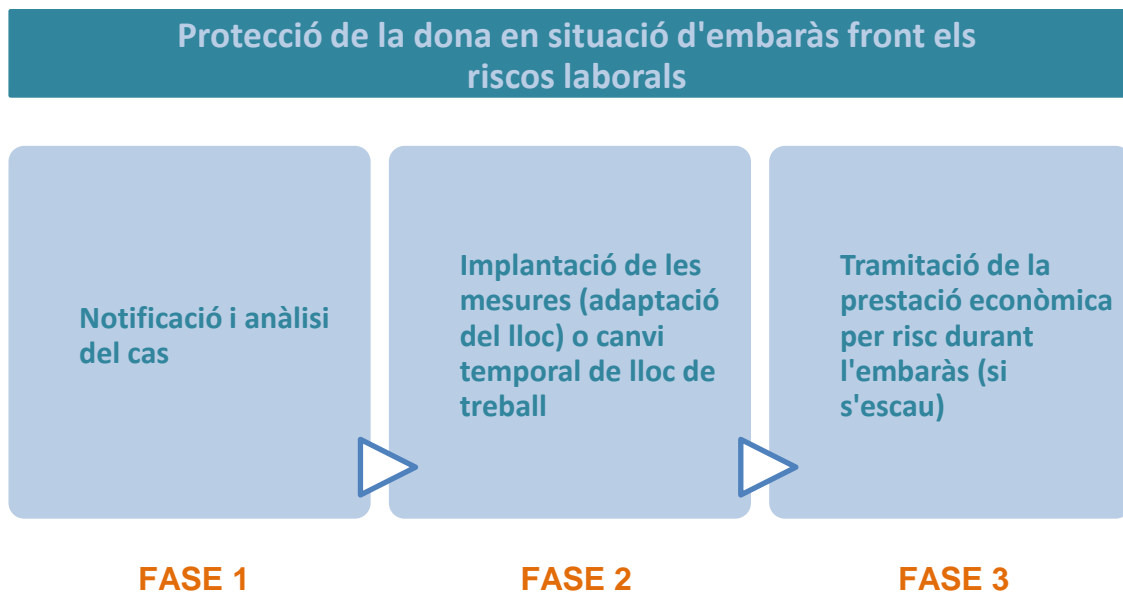 Protecció de la dona en situació d'embaràs front els
riscos laborals
Notificació i anàlisi
del cas
Implantació de les
mesures (adaptació
del lloc) o canvi
temporal de lloc de
treball
Tramitació de la
prestació econòmica
per risc durant
l'embaràs (si
s'escau)
FASE 1
FASE 2
FASE 3